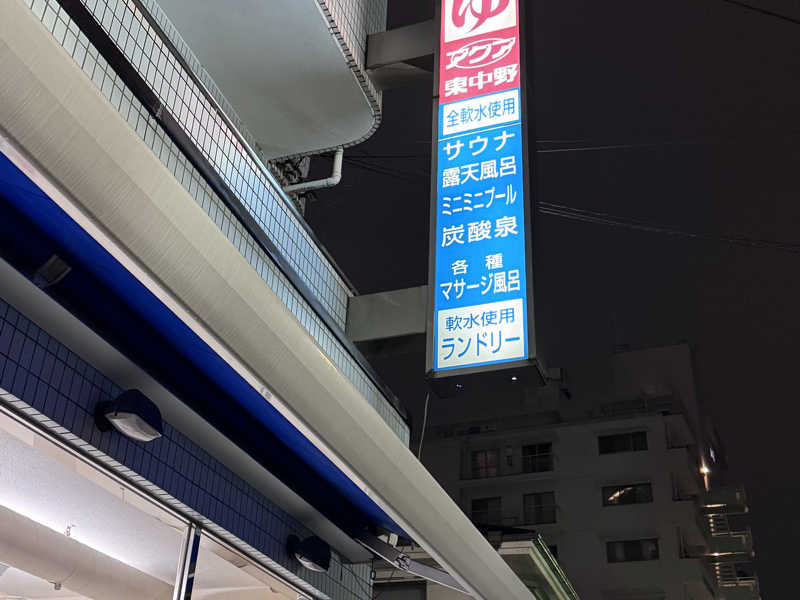 ゆ
アクア
東中野
全軟水使用
サウナ
露天風呂
ミニミニプール
炭酸泉
各種
マサージ風呂
軟水使用
ランドリー